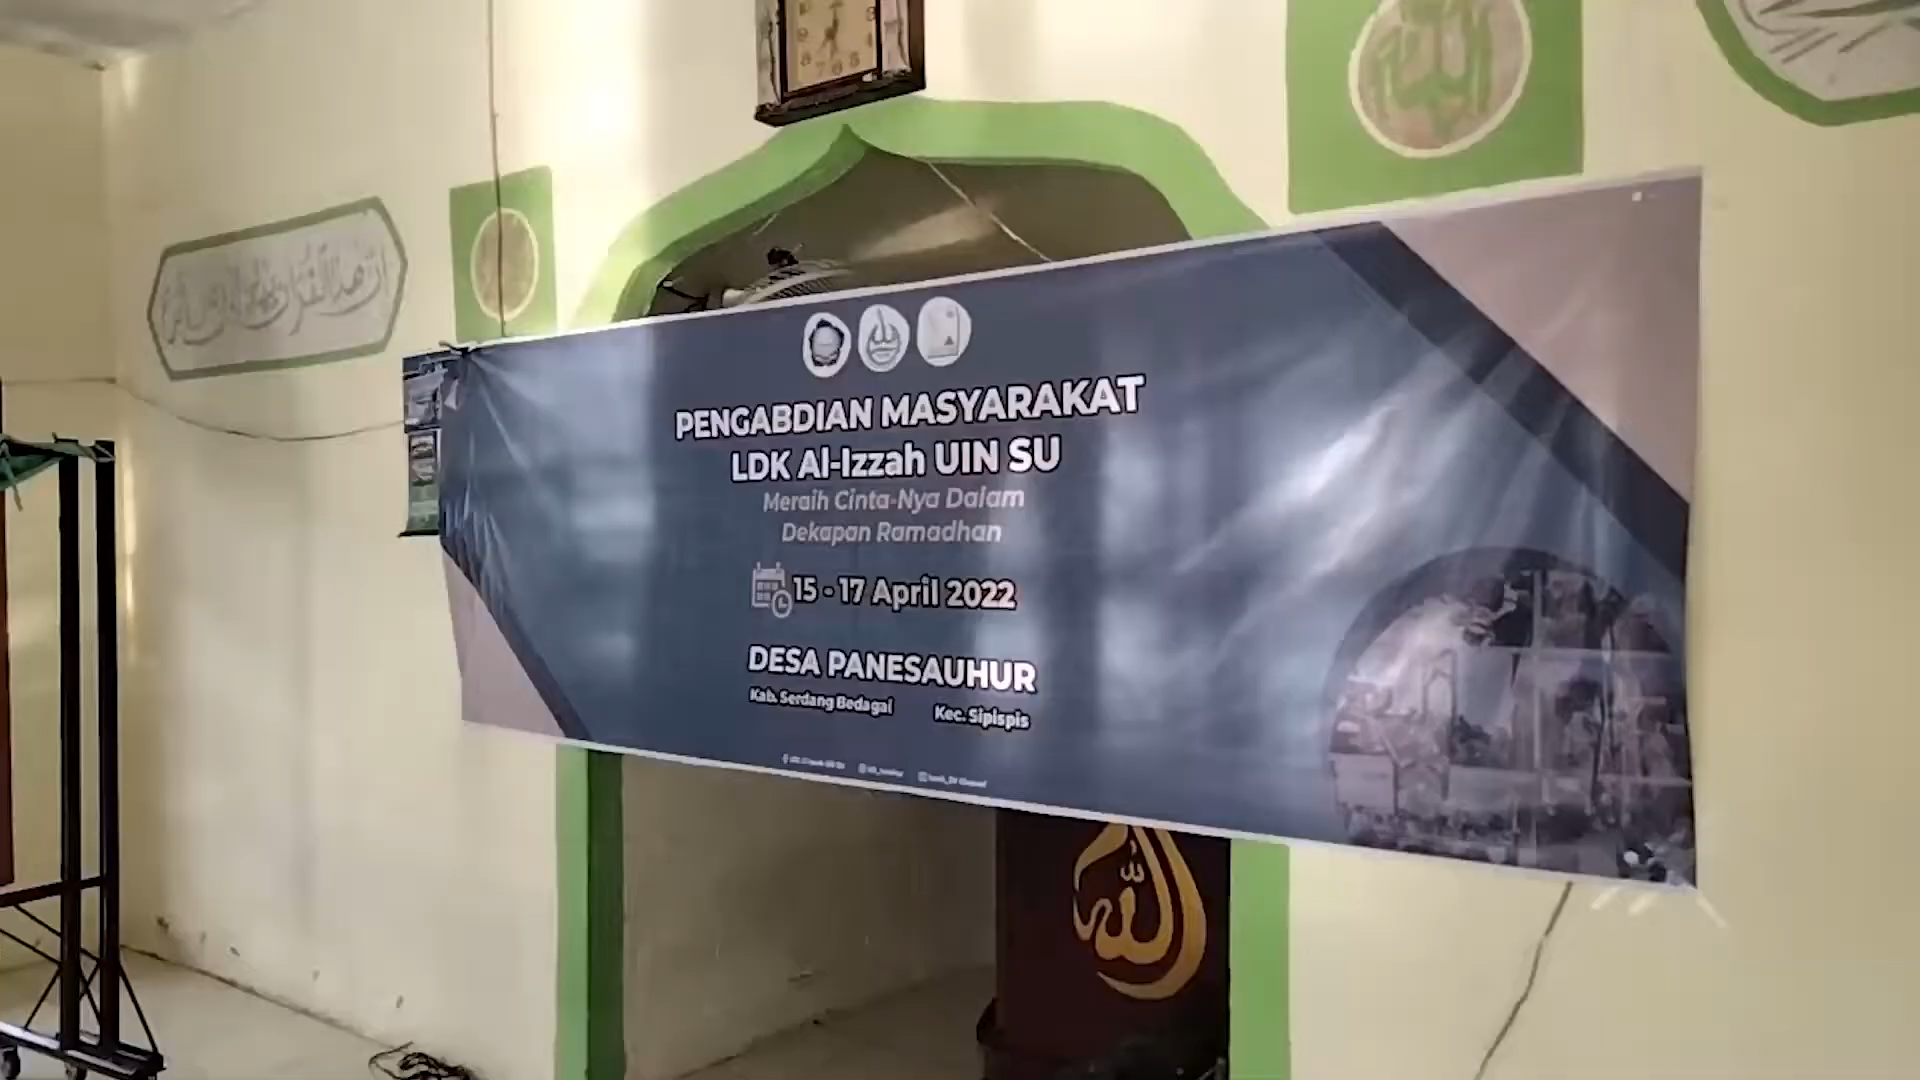 PENGABDIAN MASYARAKAT
LDK Al-Izzah UIN SU
Meraih Cinta-Nya Dalam
Dekapan Ramadhan
15 - 17 April 2022
DESA PANESAUHUR
Kab. Serdang Bedagai Kec. Sipispis
الله